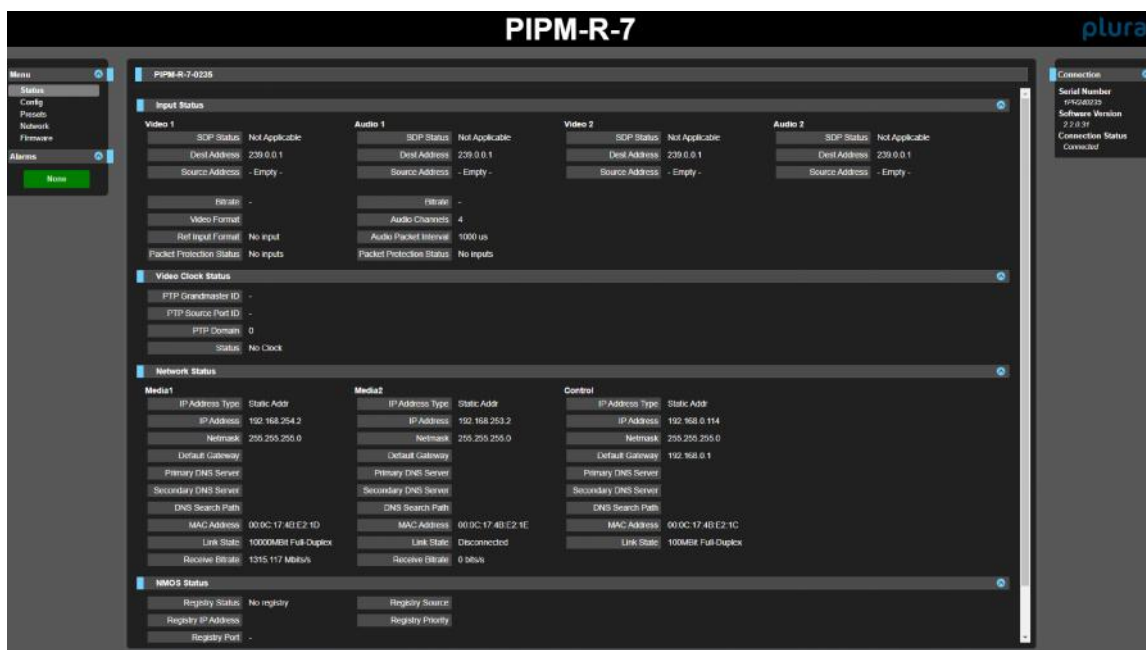 PIPM-R-7
plura
Menu
Status
Config
Presets
Network
Firmware
Alarms
None
PIPM-R-7-0235
Input Status
Video 1 Audio 1 Video 2 Audio 2
SDP Status Not Applicable SDP Status Not Applicable SDP Status Not Applicable SDP Status Not Applicable
Dest Address 239.0.0.1 Dest Address 239.0.0.1 Dest Address 239.0.0.1 Dest Address 239.0.0.1
Source Address - Empty - Source Address - Empty - Source Address - Empty - Source Address - Empty -
Bitrate - Bitrate -
Video Format Audio Channels 4
Ref Input Format No input Audio Packet Interval 1000 us
Packet Protection Status No inputs Packet Protection Status No inputs
Video Clock Status
PTP Grandmaster ID -
PTP Source Port ID -
PTP Domain 0
Status No Clock
Network Status
Media1 Media2 Control
IP Address Type Static Addr IP Address Type Static Addr IP Address Type Static Addr
IP Address 192.168.254.2 IP Address 192.168.253.2 IP Address 192.168.0.114
Netmask 255.255.255.0 Netmask 255.255.255.0 Netmask 255.255.255.0
Default Gateway Default Gateway Default Gateway 192.168.0.1
Primary DNS Server Primary DNS Server Primary DNS Server
Secondary DNS Server Secondary DNS Server Secondary DNS Server
DNS Search Path DNS Search Path DNS Search Path
MAC Address 00:0C:17:4B:E2:1D MAC Address 00:0C:17:4B:E2:1E MAC Address 00:0C:17:4B:E2:1C
Link State 10000MBit Full-Duplex Link State Disconnected Link State 100MBit Full-Duplex
Receive Bitrate 1315.117 Mbits/s Receive Bitrate 0 bits/s
NMOS Status
Registry Status No registry Registry Source
Registry IP Address Registry Priority
Registry Port -
Connection
Serial Number
1PR240235
Software Version
2.2.0.31
Connection Status
Connected